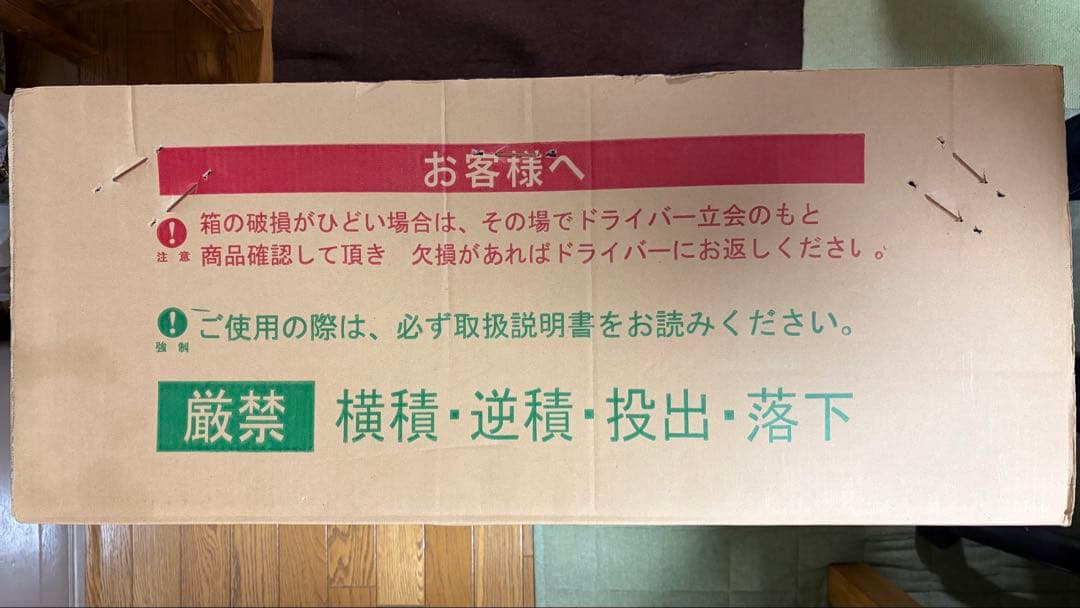 お客様へ
箱の破損がひどい場合は、その場でドライバー立会のもと
注意 商品確認して頂き 欠損があればドライバーにお返しください。
ご使用の際は、必ず取扱説明書をお読みください。
強制
厳禁 横積・逆積・投出・落下